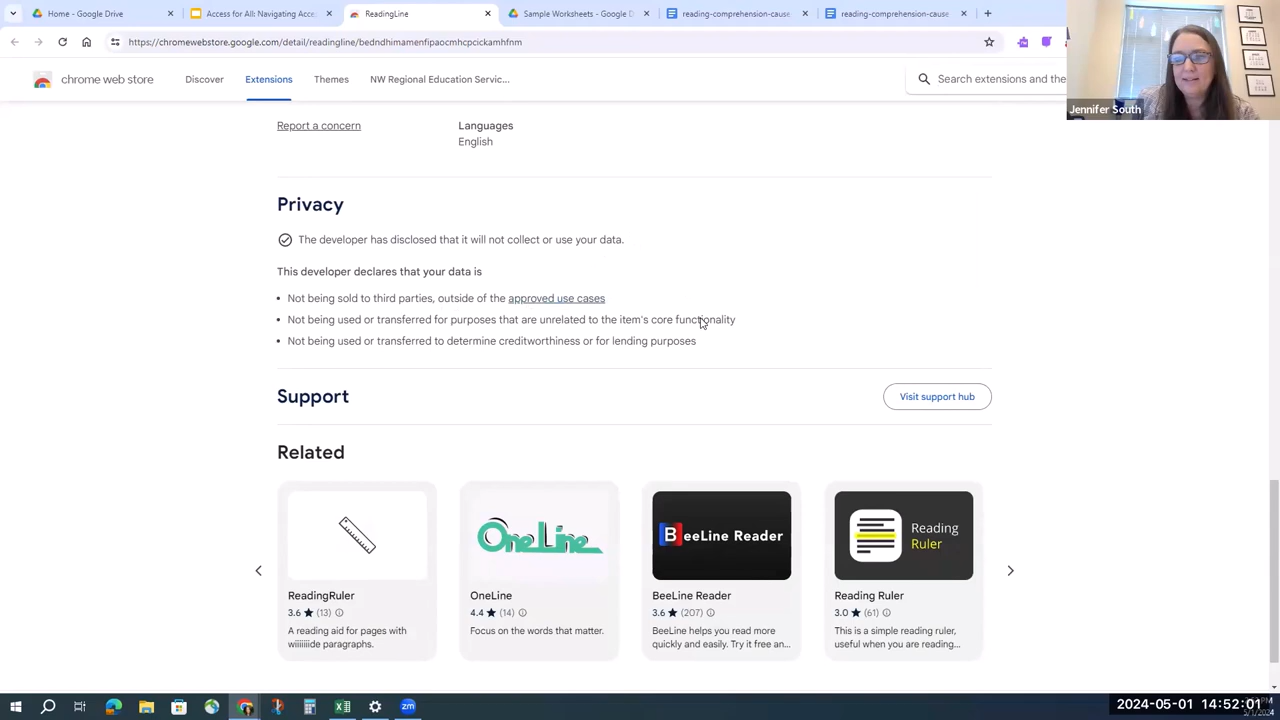 Home - Google Drive
Access for All: Navigating Acce
ReadingLine
Sample Worksheets - Google D
reading-comprehension-cause
reading-comprehension-cause
https://chromewebstore.google.com/detail/readingline/bedndhimamenfipaocmhcpcickamhfnm
chrome web store
Discover
Extensions
Themes
NW Regional Education Servic...
Search extensions and the
Jennifer South
Report a concern
Languages
English
Privacy
The developer has disclosed that it will not collect or use your data.
This developer declares that your data is
• Not being sold to third parties, outside of the approved use cases
• Not being used or transferred for purposes that are unrelated to the item's core functionality
• Not being used or transferred to determine creditworthiness or for lending purposes
Support
Visit support hub
Related
OneLine
BeeLine Reader
Reading
Ruler
ReadingRuler
3.6 ★ (13)
A reading aid for pages with
wiiiiiiide paragraphs.
OneLine
4.4 ★ (14)
Focus on the words that matter.
BeeLine Reader
3.6 ★ (207)
BeeLine helps you read more
quickly and easily. Try it free an...
Reading Ruler
3.0 ★ (61)
This is a simple reading ruler,
useful when you are reading...
zm
2024-05-01 14:52:01
5/1/2024